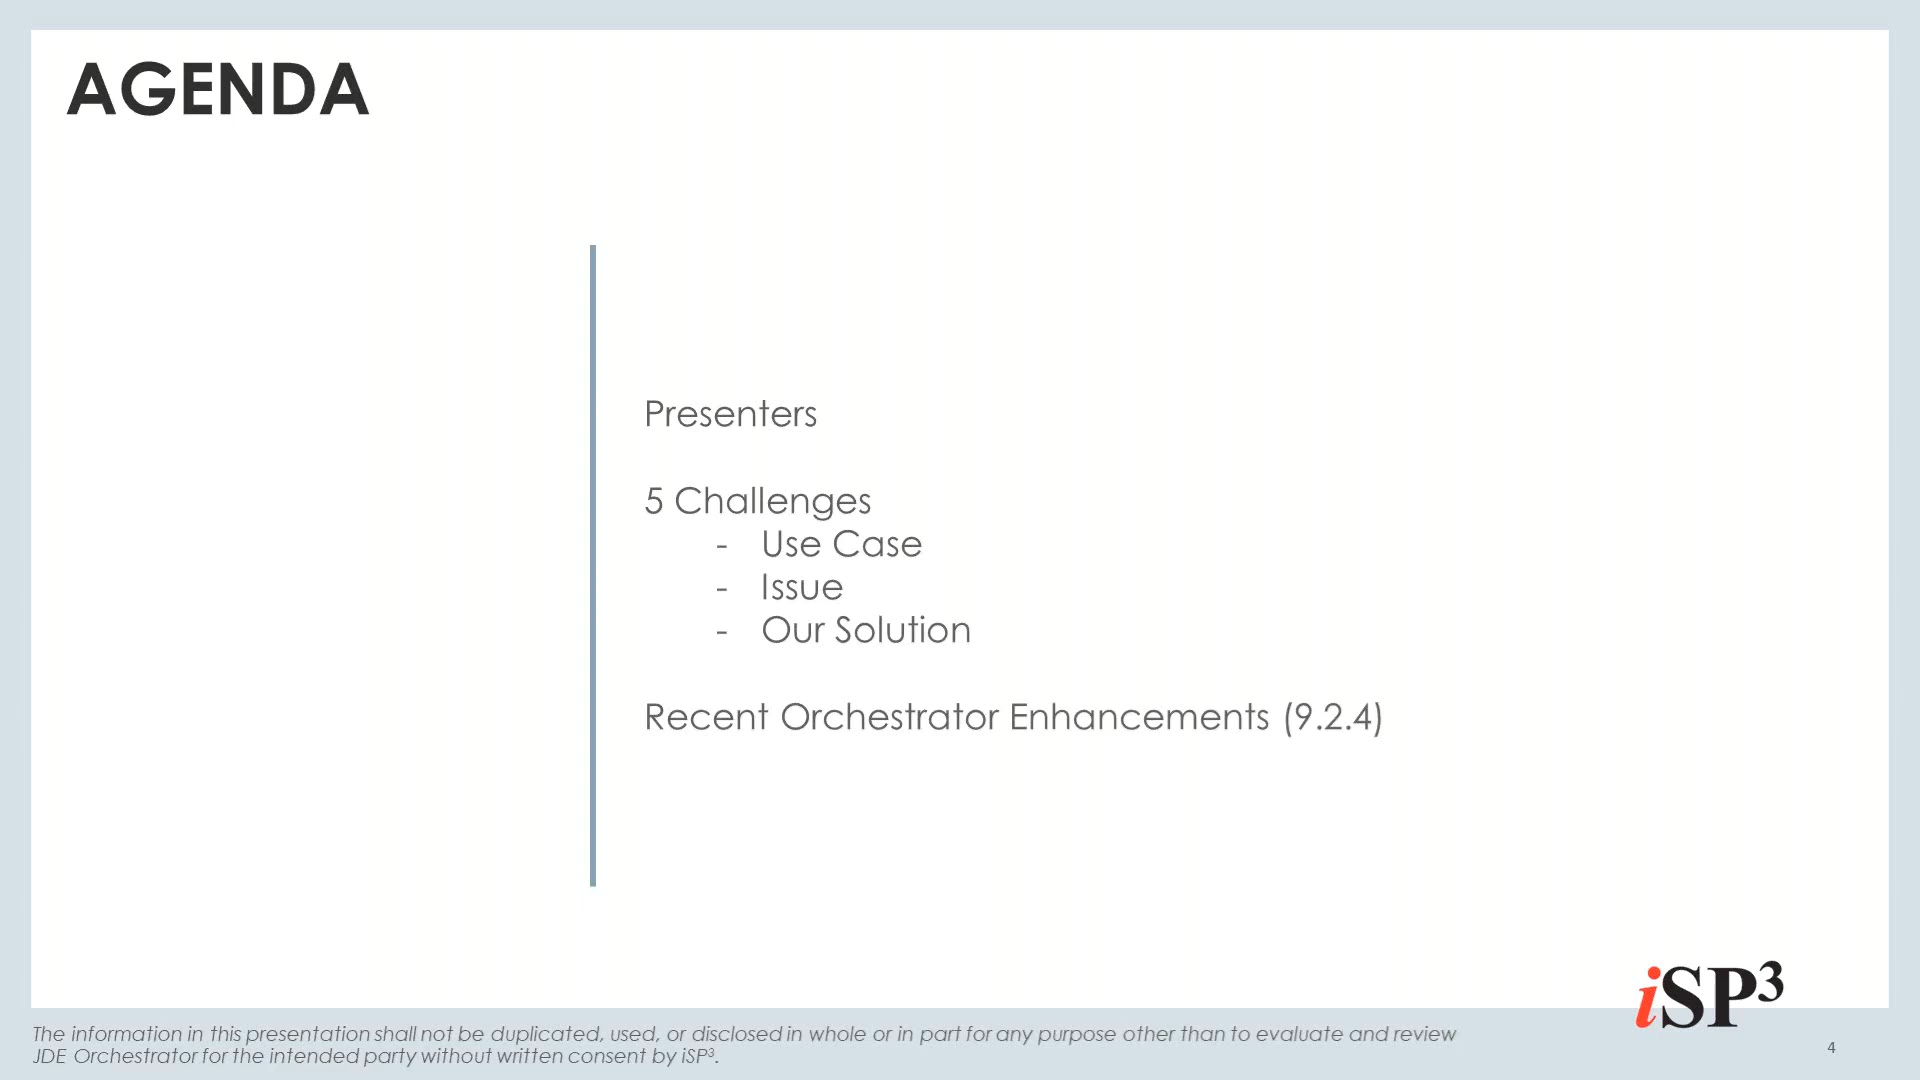 AGENDA
Presenters
5 Challenges
- Use Case
- Issue
- Our Solution
Recent Orchestrator Enhancements (9.2.4)
iSP³
The information in this presentation shall not be duplicated, used, or disclosed in whole or in part for any purpose other than to evaluate and review
JDE Orchestrator for the intended party without written consent by iSP³.
4